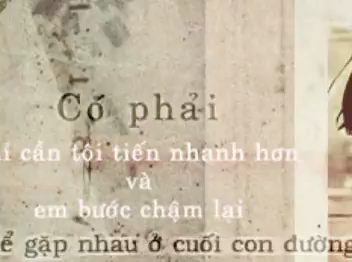 Có phải
cần tôi tiến nhanh hơn
và
em bước chậm lại
gặp nhau ở cuối con đường